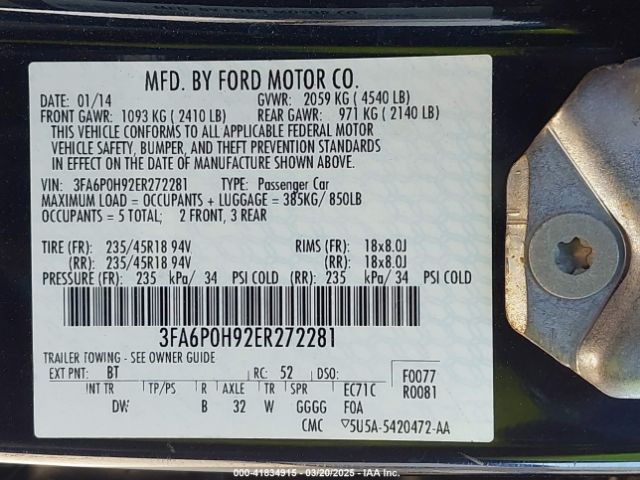 MFD. BY FORD MOTOR CO.
DATE: 01/14 GVWR: 2059 KG ( 4540 LB)
FRONT GAWR: 1093 KG ( 2410 LB) REAR GAWR: 971 KG ( 2140 LB)
THIS VEHICLE CONFORMS TO ALL APPLICABLE FEDERAL MOTOR
VEHICLE SAFETY, BUMPER, AND THEFT PREVENTION STANDARDS
IN EFFECT ON THE DATE OF MANUFACTURE SHOWN ABOVE.
VIN: 3FA6P0H92ER272281 TYPE: Passenger Car
MAXIMUM LOAD = OCCUPANTS + LUGGAGE = 385KG/ 850LB
OCCUPANTS = 5 TOTAL; 2 FRONT, 3 REAR
TIRE (FR): 235/45R18 94V RIMS (FR): 18x8.0J
(RR): 235/45R18 94V (RR): 18x8.0J
PRESSURE (FR): 235 kPa/ 34 PSI COLD (RR): 235 kPa/ 34 PSI COLD
3FA6P0H92ER272281
TRAILER TOWING - SEE OWNER GUIDE
EXT PNT: BT RC: 52 DSO: F0077
R0081
INT TR TP/PS R AXLE TR SPR EC71C
DW B 32 W GGGG FOA
CMC ▽5U5A-5420472-AA
000-41834915 - 03/20/2025 - IAA Inc.